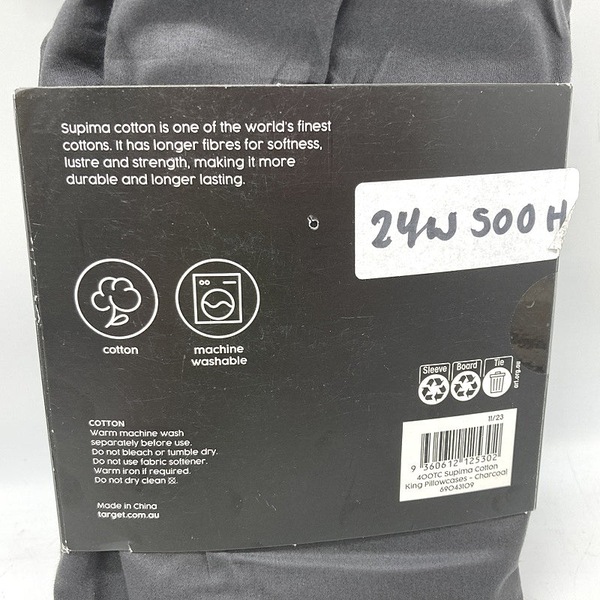 Supima cotton is one of the world's finest
cottons. It has longer fibres for softness,
lustre and strength, making it more
durable and longer lasting.
24W 500 H
cotton
machine
washable
Sleeve Board Tie
arl.org.au
COTTON
Warm machine wash
separately before use.
Do not bleach or tumble dry.
Do not use fabric softener.
Warm iron if required.
Do not dry clean ☒.
Made in China
target.com.au
11/23
9 360612 125302
400TC Supima Cotton
King Pillowcases - Charcoal
69043109